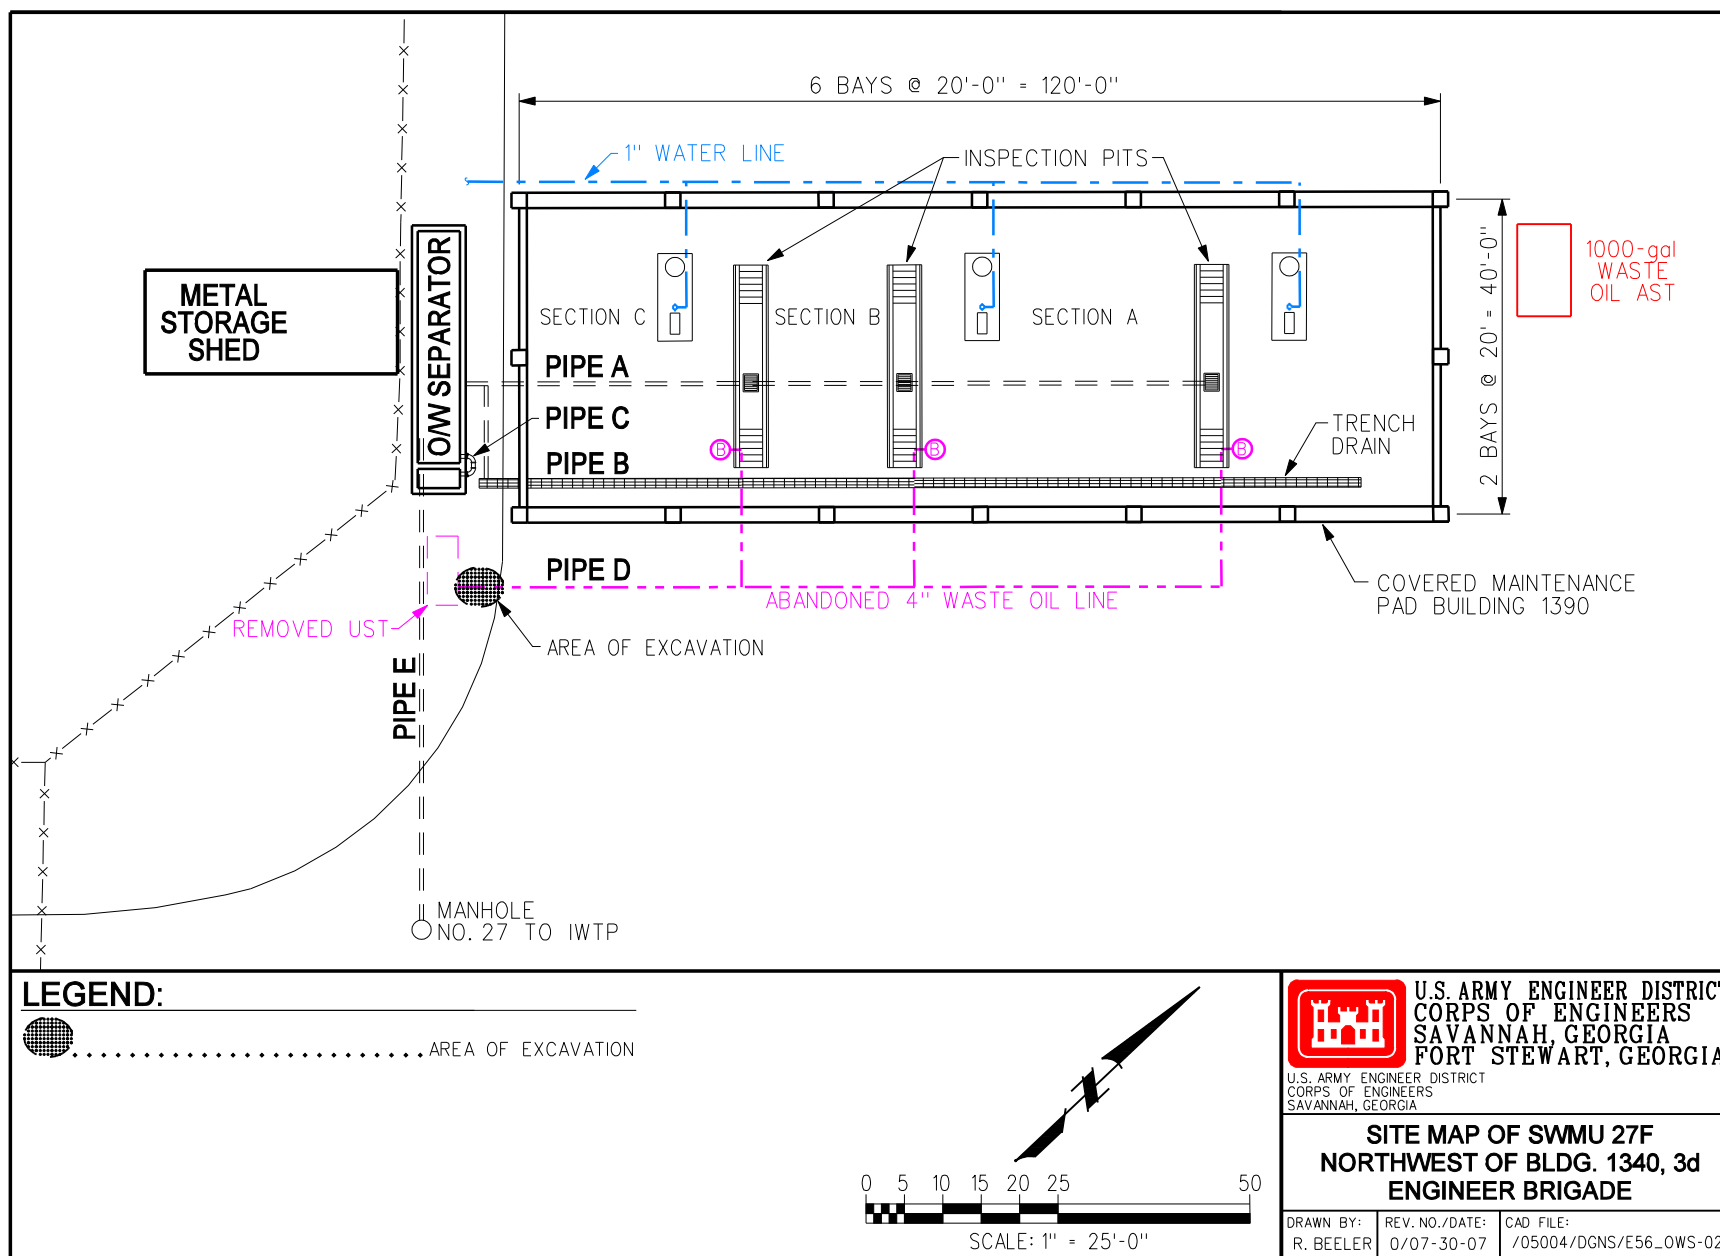 6 BAYS @ 20'-0" = 120'-0"
1" WATER LINE
INSPECTION PITS
METAL
STORAGE
SHED
O/W SEPARATOR
SECTION C
SECTION B
SECTION A
2 BAYS @ 20' = 40'-0"
1000-gal
WASTE
OIL AST
PIPE A
PIPE C
PIPE B
B
B
B
TRENCH
DRAIN
PIPE D
ABANDONED 4" WASTE OIL LINE
COVERED MAINTENANCE
PAD BUILDING 1390
REMOVED UST
AREA OF EXCAVATION
PIPE E
MANHOLE
NO. 27 TO IWTP
LEGEND:
AREA OF EXCAVATION
N
0 5 10 15 20 25 50
SCALE: 1" = 25'-0"
U.S. ARMY ENGINEER DISTRICT
CORPS OF ENGINEERS
SAVANNAH, GEORGIA
FORT STEWART, GEORGIA
U.S. ARMY ENGINEER DISTRICT
CORPS OF ENGINEERS
SAVANNAH, GEORGIA
SITE MAP OF SWMU 27F
NORTHWEST OF BLDG. 1340, 3d
ENGINEER BRIGADE
DRAWN BY:
R. BEELER
REV. NO./DATE:
0/07-30-07
CAD FILE:
/05004/DGNS/E56_OWS-02